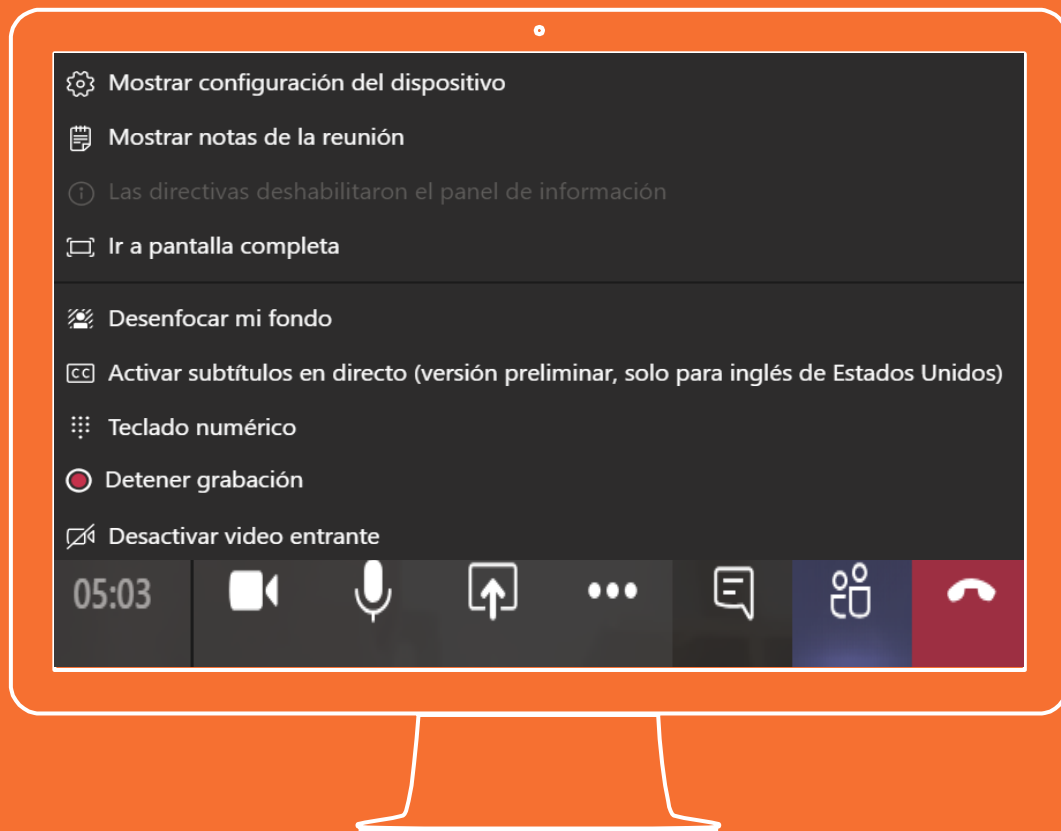 Mostrar configuración del dispositivo
Mostrar notas de la reunión
Las directivas deshabilitaron el panel de información
Ir a pantalla completa
Desenfocar mi fondo
CC Activar subtítulos en directo (versión preliminar, solo para inglés de Estados Unidos)
Teclado numérico
Detener grabación
Desactivar video entrante
05:03